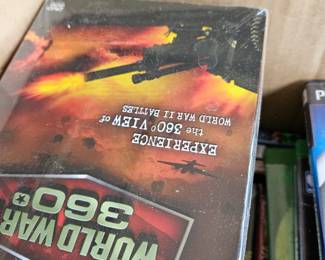 WORLD WAR
360°
EXPERIENCE
the 360° VIEW of
WORLD WAR II BATTLES
P